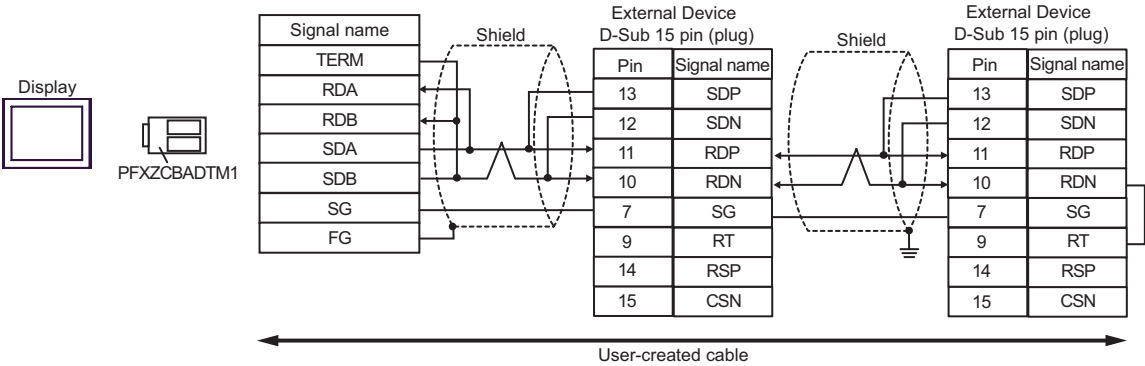 Display
PFXZCBADTM1
Signal name
TERM
RDA
RDB
SDA
SDB
SG
FG
Shield
External Device
D-Sub 15 pin (plug)
Pin Signal name
13 SDP
12 SDN
11 RDP
10 RDN
7 SG
9 RT
14 RSP
15 CSN
Shield
External Device
D-Sub 15 pin (plug)
Pin Signal name
13 SDP
12 SDN
11 RDP
10 RDN
7 SG
9 RT
14 RSP
15 CSN
User-created cable